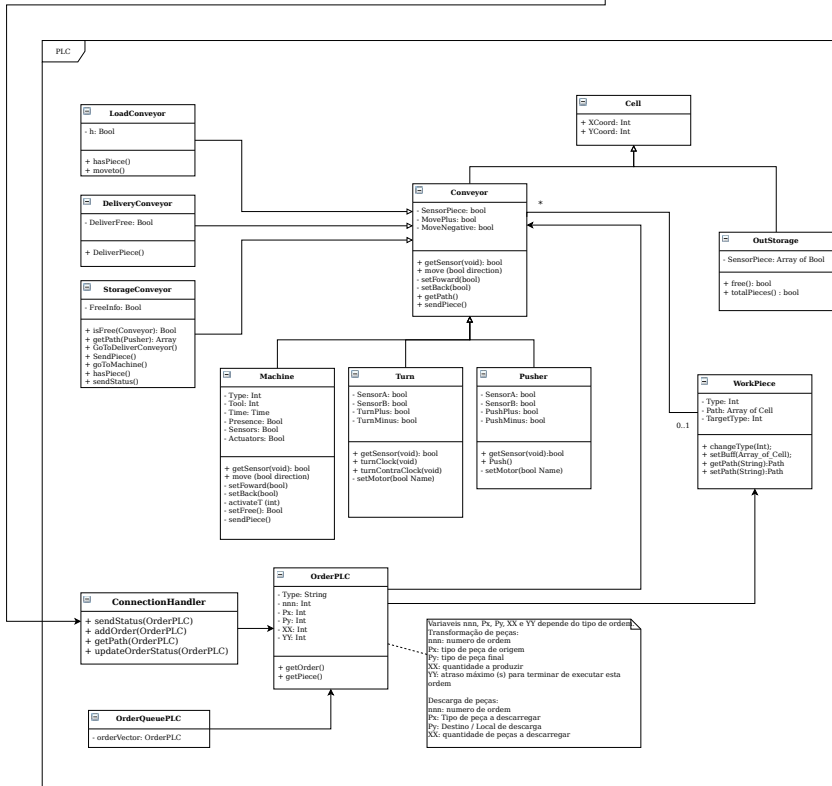 PLC
LoadConveyor
- h: Bool
+ hasPiece()
+ moveto()
DeliveryConveyor
- DeliverFree: Bool
+ DeliverPiece()
StorageConveyor
- FreeInfo: Bool
+ isFree(Conveyor): Bool
+ getPath(Pusher): Array
+ GoToDeliverConveyor()
+ SendPiece()
+ goToMachine()
+ hasPiece()
+ sendStatus()
Cell
+ XCoord: Int
+ YCoord: Int
Conveyor
- SensorPiece: bool
- MovePlus: bool
- MoveNegative: bool
+ getSensor(void): bool
+ move (bool direction)
- setFoward(bool)
- setBack(bool)
+ getPath()
+ sendPiece()
*
OutStorage
- SensorPiece: Array of Bool
+ free(): bool
+ totalPieces() : bool
Machine
- Type: Int
- Tool: Int
- Time: Time
- Presence: Bool
- Sensors: Bool
- Actuators: Bool
+ getSensor(void): bool
+ move (bool direction)
- setFoward(bool)
- setBack(bool)
- activateT (int)
- setFree(): Bool
- sendPiece()
Turn
- SensorA: bool
- SensorB: bool
- TurnPlus: bool
- TurnMinus: bool
+ getSensor(void): bool
+ turnClock(void)
+ turnContraClock(void)
- setMotor(bool Name)
Pusher
- SensorA: bool
- SensorB: bool
- PushPlus: bool
- PushMinus: bool
+ getSensor(void):bool
+ Push()
- setMotor(bool Name)
WorkPiece
- Type: Int
- Path: Array of Cell
- TargetType: Int
+ changeType(Int);
+ setBuff(Array_of_Cell);
+ getPath(String):Path
+ setPath(String):Path
0..1
ConnectionHandler
+ sendStatus(OrderPLC)
+ addOrder(OrderPLC)
+ getPath(OrderPLC)
+ updateOrderStatus(OrderPLC)
OrderPLC
- Type: String
- nnn: Int
- Px: Int
- Py: Int
- XX: Int
- YY: Int
+ getOrder()
+ getPiece()
OrderQueuePLC
- orderVector: OrderPLC
Variaveis nnn, Px, Py, XX e YY depende do tipo de ordem.
Transformação de peças:
nnn: numero de ordem
Px: tipo de peça de origem
Py: tipo de peça final
XX: quantidade a produzir
YY: atraso máximo (s) para terminar de executar esta
ordem
Descarga de peças:
nnn: numero de ordem
Px: Tipo de peça a descarregar
Py: Destino / Local de descarga
XX: quantidade de peças a descarregar